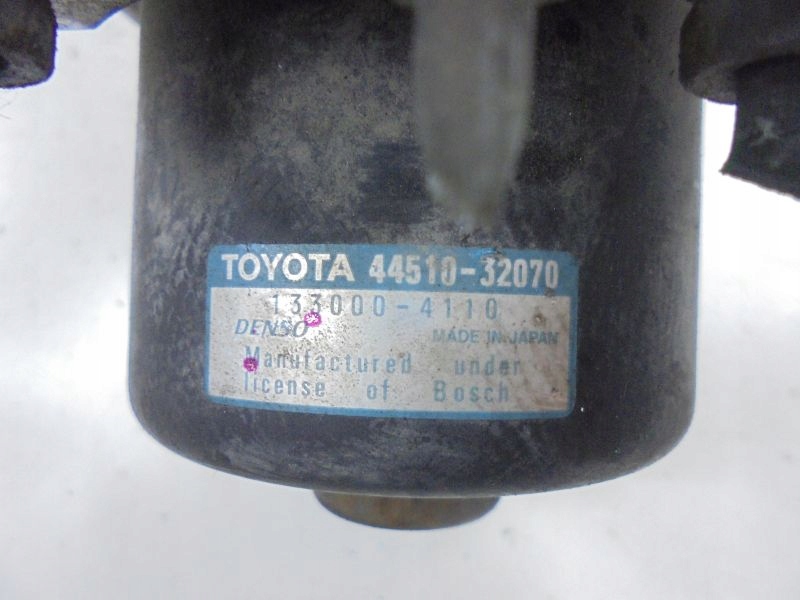 TOYOTA 44510-32070
133000-4110
DENSO MADE IN JAPAN
Manufactured under
license of Bosch